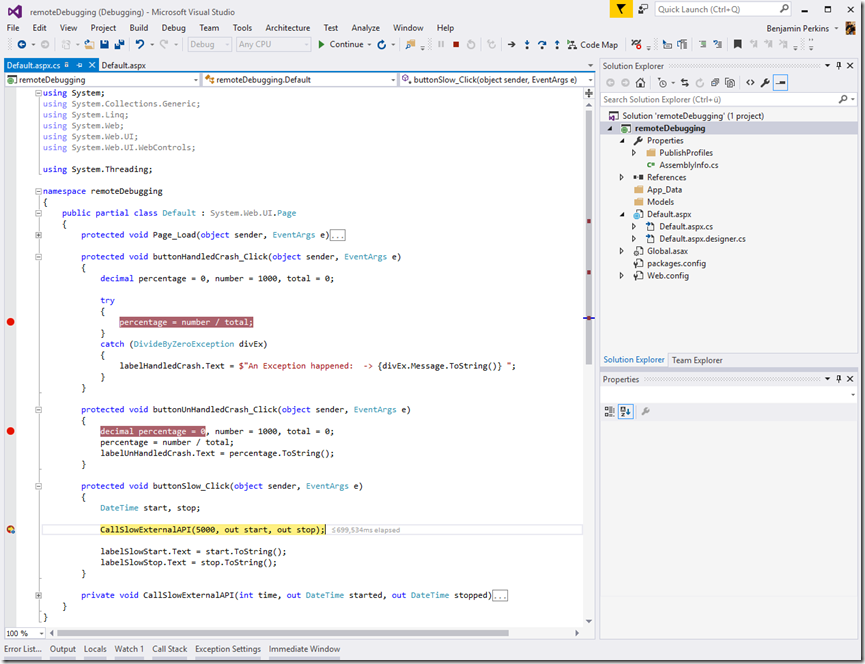 remoteDebugging (Debugging) - Microsoft Visual Studio
Quick Launch (Ctrl+Q)
File Edit View Project Build Debug Team Tools Architecture Test Analyze Window Help
Benjamin Perkins
Debug Any CPU Continue Code Map
Default.aspx.cs Default.aspx
remoteDebugging remoteDebugging.Default buttonSlow_Click(object sender, EventArgs e)
using System;
using System.Collections.Generic;
using System.Linq;
using System.Web;
using System.Web.UI;
using System.Web.UI.WebControls;
using System.Threading;
namespace remoteDebugging
{
public partial class Default : System.Web.UI.Page
{
protected void Page_Load(object sender, EventArgs e)...
protected void buttonHandledCrash_Click(object sender, EventArgs e)
{
decimal percentage = 0, number = 1000, total = 0;
try
{
percentage = number / total;
}
catch (DivideByZeroException divEx)
{
labelHandledCrash.Text = $"An Exception happened:  -> {divEx.Message.ToString()} ";
}
}
protected void buttonUnHandledCrash_Click(object sender, EventArgs e)
{
decimal percentage = 0, number = 1000, total = 0;
percentage = number / total;
labelUnHandledCrash.Text = percentage.ToString();
}
protected void buttonSlow_Click(object sender, EventArgs e)
{
DateTime start, stop;
CallSlowExternalAPI(5000, out start, out stop); ≤699,534ms elapsed
labelSlowStart.Text = start.ToString();
labelSlowStop.Text = stop.ToString();
}
private void CallSlowExternalAPI(int time, out DateTime started, out DateTime stopped)...
}
}
100 %
Error List... Output Locals Watch 1 Call Stack Exception Settings Immediate Window
Solution Explorer
Search Solution Explorer (Ctrl+ü)
Solution 'remoteDebugging' (1 project)
remoteDebugging
Properties
PublishProfiles
C# AssemblyInfo.cs
References
App_Data
Models
Default.aspx
Default.aspx.cs
Default.aspx.designer.cs
Global.asax
packages.config
Web.config
Solution Explorer Team Explorer
Properties